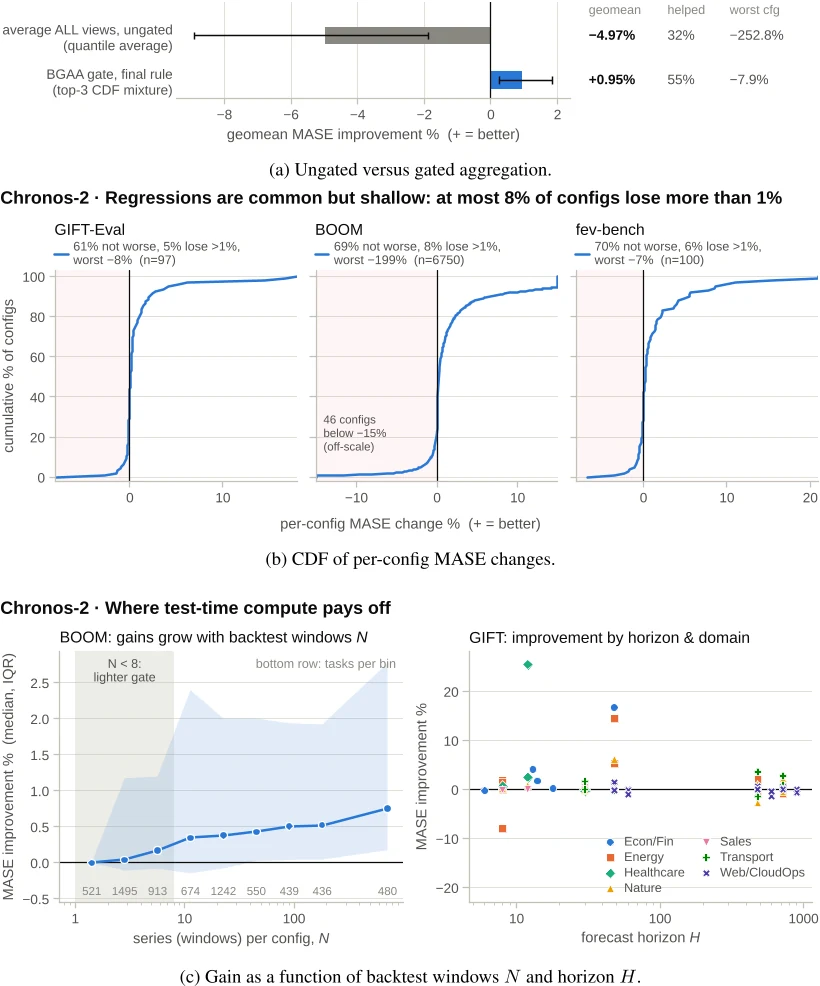 geomean helped worst cfg
average ALL views, ungated
(quantile average)
−4.97% 32% −252.8%
BGAA gate, final rule
(top-3 CDF mixture)
+0.95% 55% −7.9%
−8 −6 −4 −2 0 2
geomean MASE improvement % (+ = better)
(a) Ungated versus gated aggregation.
Chronos-2 · Regressions are common but shallow: at most 8% of configs lose more than 1%
GIFT-Eval
61% not worse, 5% lose >1%,
worst −8% (n=97)
BOOM
69% not worse, 8% lose >1%,
worst −199% (n=6750)
fev-bench
70% not worse, 6% lose >1%,
worst −7% (n=100)
cumulative % of configs
100
80
60
40
20
0
46 configs
below −15%
(off-scale)
0 10
−10 0 10
0 10 20
per-config MASE change % (+ = better)
(b) CDF of per-config MASE changes.
Chronos-2 · Where test-time compute pays off
BOOM: gains grow with backtest windows N
N < 8:
lighter gate
bottom row: tasks per bin
MASE improvement % (median, IQR)
2.5
2.0
1.5
1.0
0.5
0.0
−0.5
521 1495 913 674 1242 550 439 436 480
1 10 100
series (windows) per config, N
GIFT: improvement by horizon & domain
MASE improvement %
20
10
0
−10
−20
Econ/Fin
Energy
Healthcare
Nature
Sales
Transport
Web/CloudOps
10 100 1000
forecast horizon H
(c) Gain as a function of backtest windows N and horizon H.